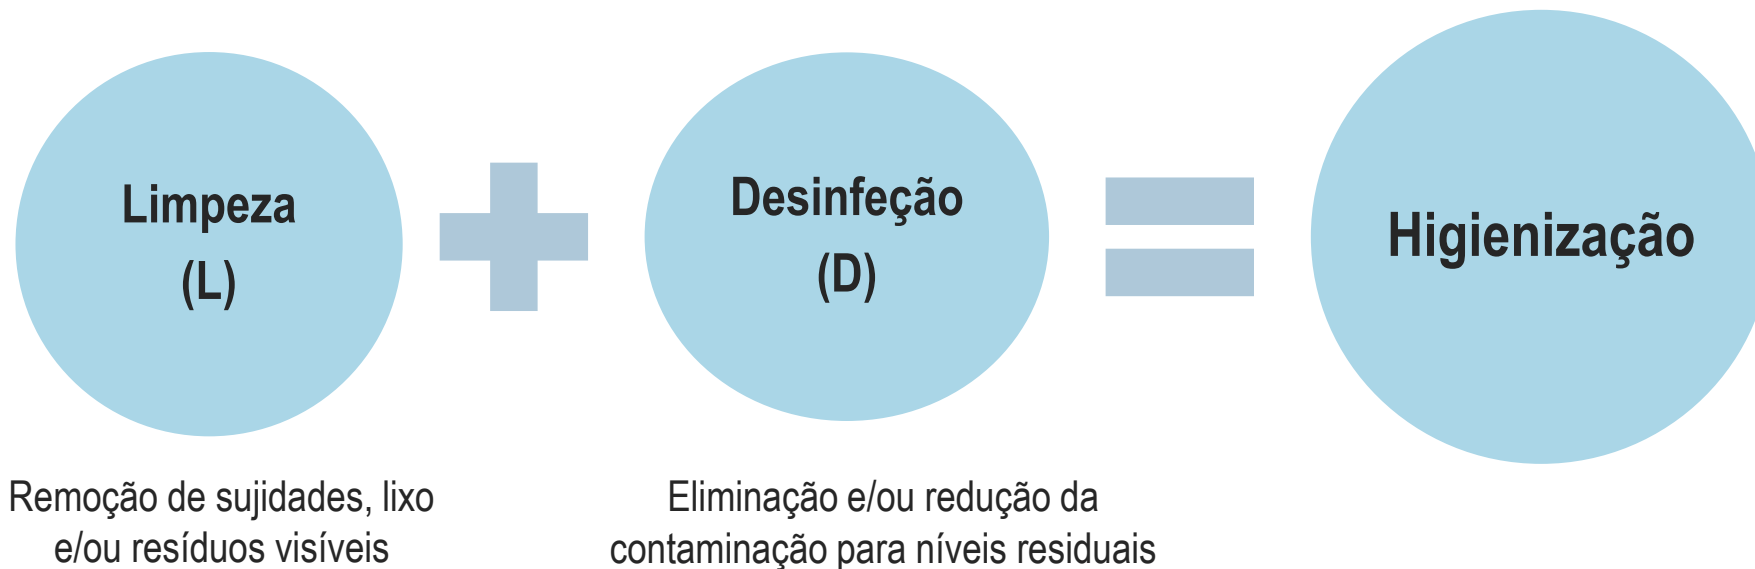 Limpeza
(L)
Desinfeção
(D)
Higienização
Remoção de sujidades, lixo
e/ou resíduos visíveis
Eliminação e/ou redução da
contaminação para níveis residuais